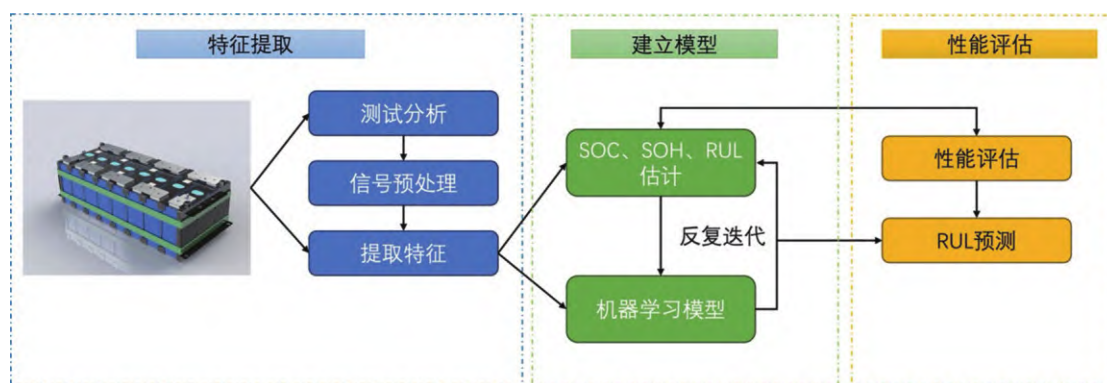 特征提取
测试分析
信号预处理
提取特征
建立模型
SOC、SOH、RUL
估计
反复迭代
机器学习模型
性能评估
性能评估
RUL预测